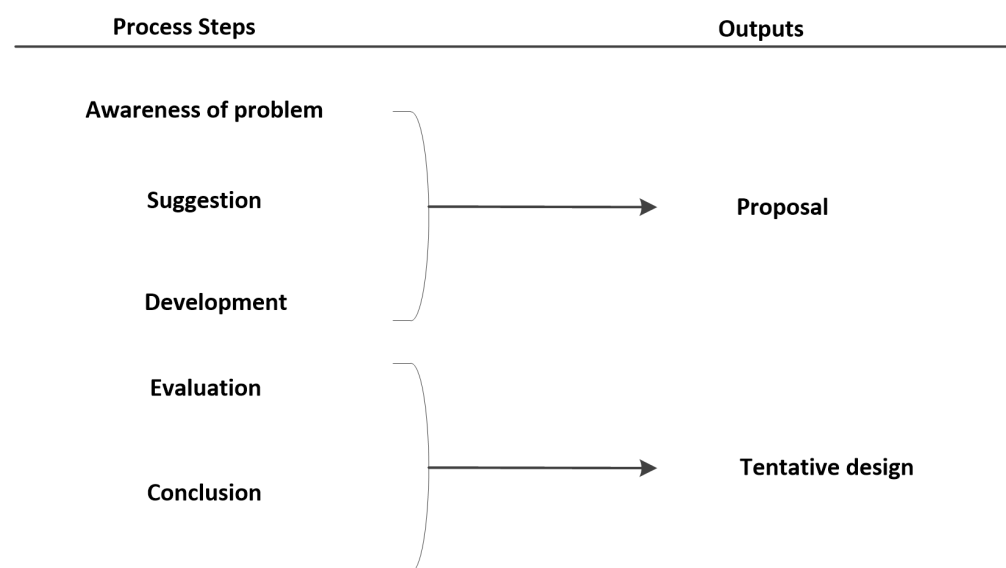 Process Steps
Outputs
Awareness of problem
Suggestion
Proposal
Development
Evaluation
Tentative design
Conclusion